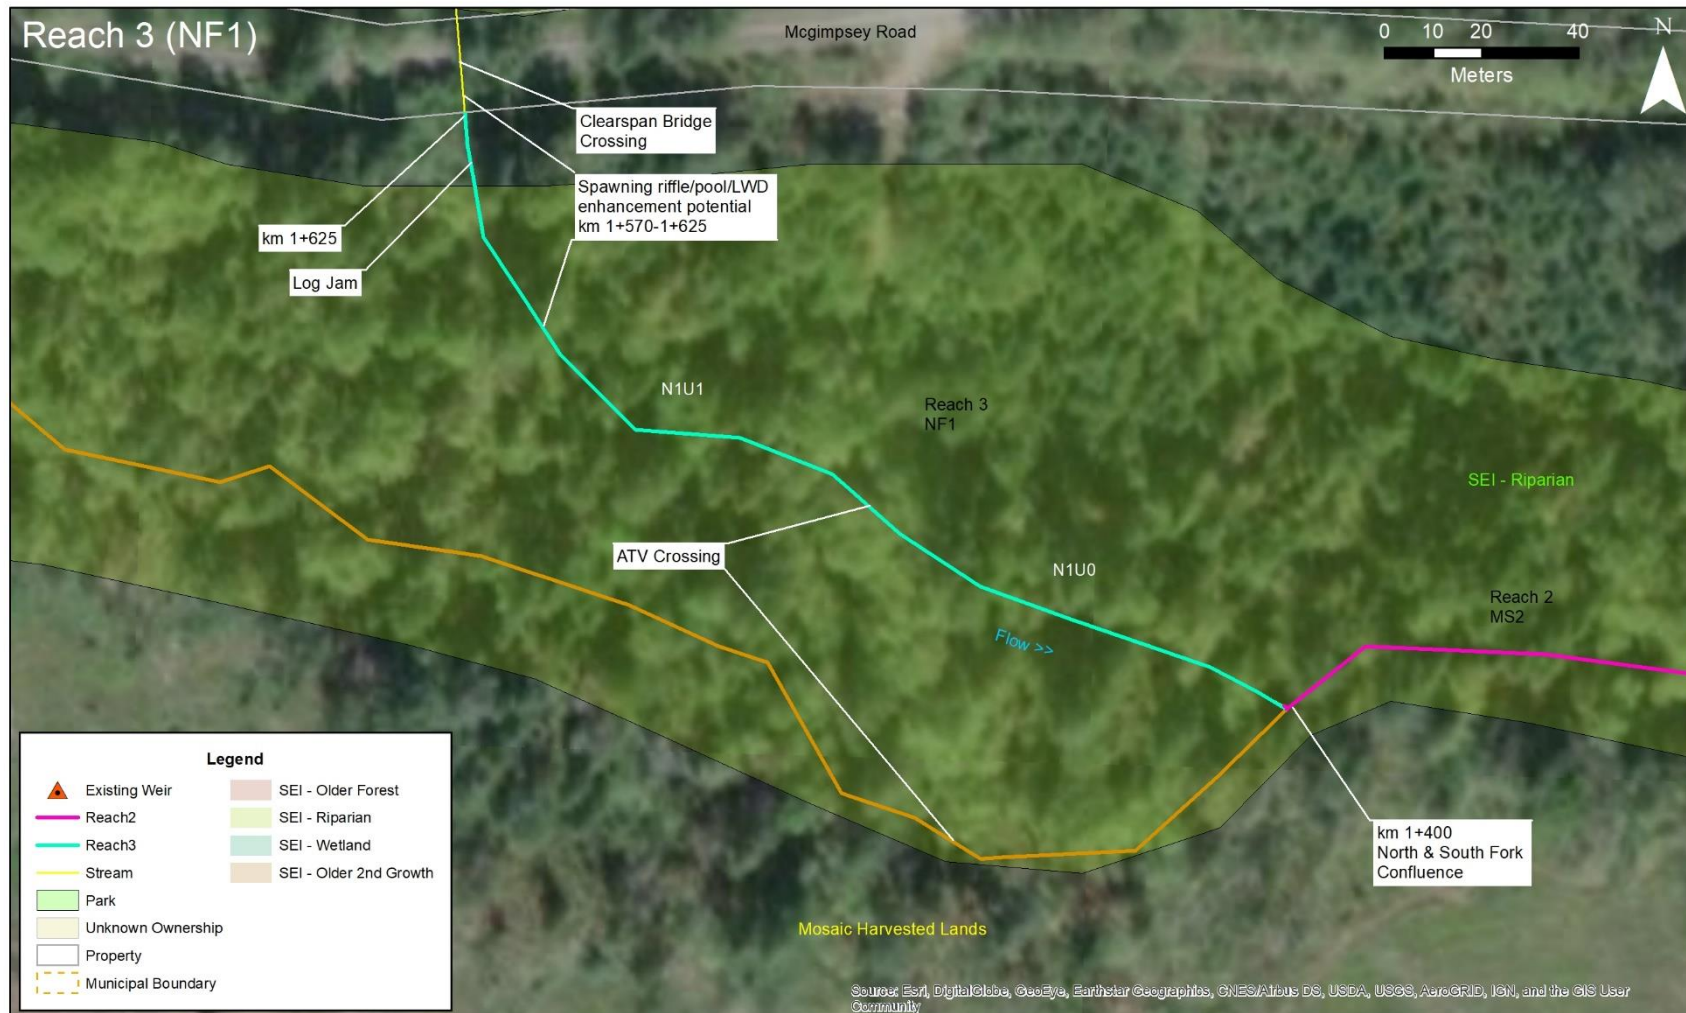 Reach 3 (NF1)
Mcgimpsey Road
0 10 20 40
Meters
N
Clearspan Bridge
Crossing
Spawning riffle/pool/LWD
enhancement potential
km 1+570-1+625
km 1+625
Log Jam
N1U1
Reach 3
NF1
SEI - Riparian
ATV Crossing
N1U0
Reach 2
MS2
Flow >>
km 1+400
North & South Fork
Confluence
Mosaic Harvested Lands
Legend
Existing Weir
Reach2
Reach3
Stream
Park
Unknown Ownership
Property
Municipal Boundary
SEI - Older Forest
SEI - Riparian
SEI - Wetland
SEI - Older 2nd Growth
Source: Esri, DigitalGlobe, GeoEye, Earthstar Geographics, CNES/Airbus DS, USDA, USGS, AeroGRID, IGN, and the GIS User
Community